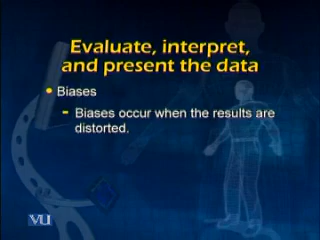 Evaluate, interpret,
and present the data
• Biases
- Biases occur when the results are
distorted.
VU